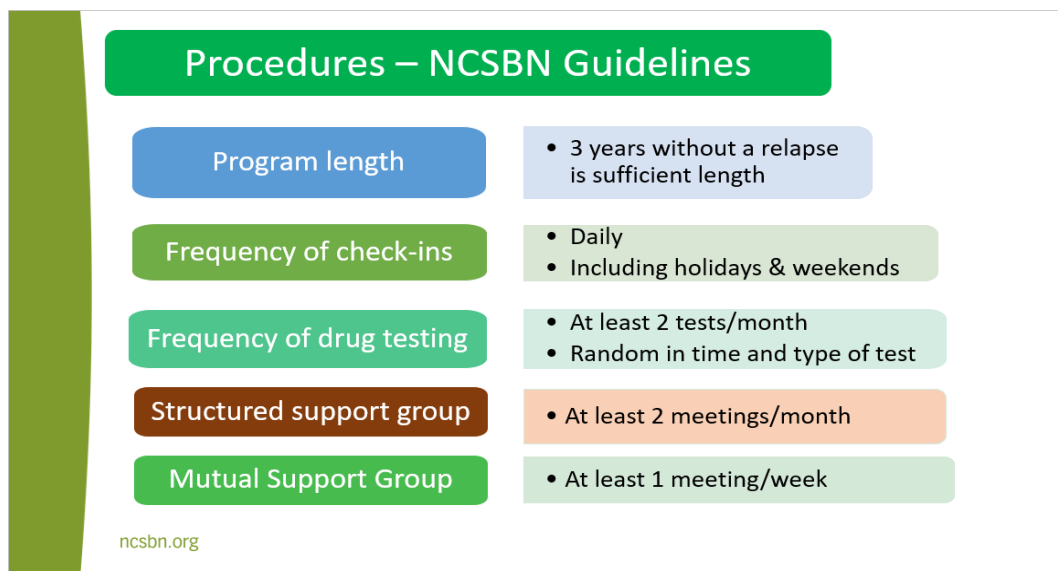 Procedures – NCSBN Guidelines
Program length
• 3 years without a relapse
is sufficient length
Frequency of check-ins
• Daily
• Including holidays & weekends
Frequency of drug testing
• At least 2 tests/month
• Random in time and type of test
Structured support group
• At least 2 meetings/month
Mutual Support Group
• At least 1 meeting/week
ncsbn.org